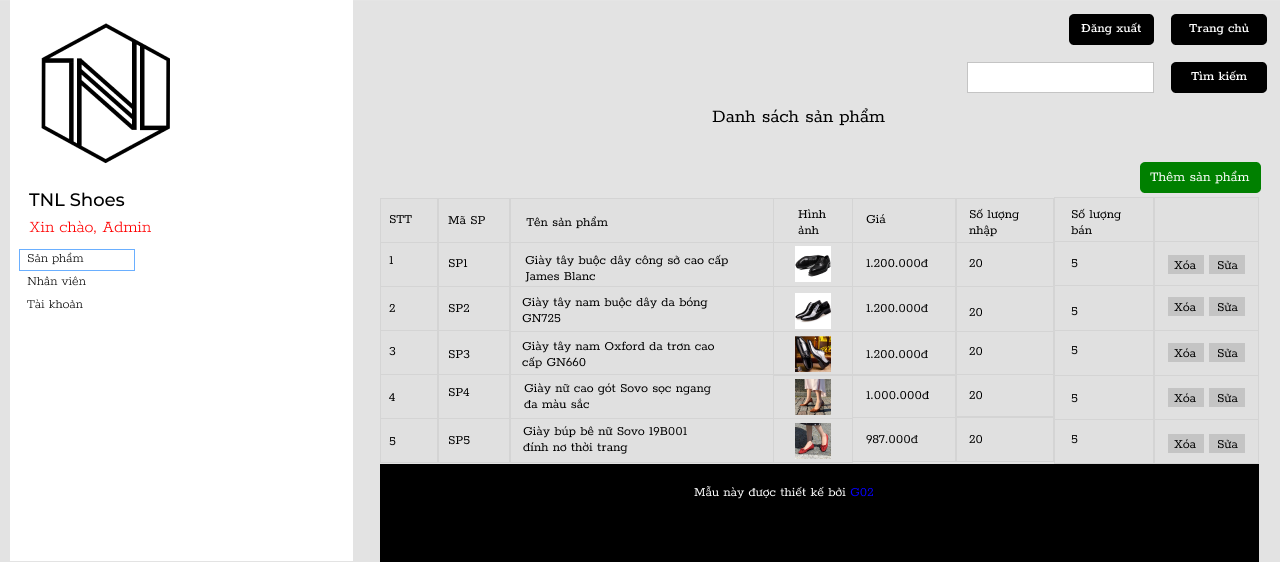 Đăng xuất
Trang chủ
Tìm kiếm
Danh sách sản phẩm
TNL Shoes
Xin chào, Admin
Sản phẩm
Nhân viên
Tài khoản
Thêm sản phẩm
STT
Mã SP
Tên sản phẩm
Hình
ảnh
Giá
Số lượng
nhập
Số lượng
bán
1
SP1
Giày tây buộc dây công sở cao cấp
James Blanc
1.200.000đ
20
5
Xóa
Sửa
2
SP2
Giày tây nam buộc dây da bóng
GN725
1.200.000đ
20
5
Xóa
Sửa
3
SP3
Giày tây nam Oxford da trơn cao
cấp GN660
1.200.000đ
20
5
Xóa
Sửa
4
SP4
Giày nữ cao gót Sovo sọc ngang
đa màu sắc
1.000.000đ
20
5
Xóa
Sửa
5
SP5
Giày búp bê nữ Sovo 19B001
đính nơ thời trang
987.000đ
20
5
Xóa
Sửa
Mẫu này được thiết kế bởi G02